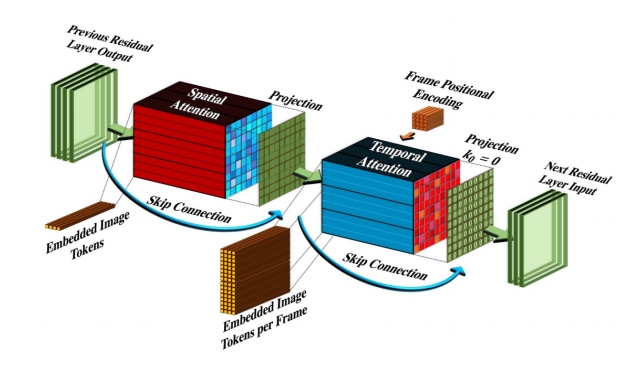 Previous Residual
Layer Output
Spatial
Attention
Projection
Frame Positional
Encoding
Temporal
Attention
Projection
k₀ = 0
Next Residual
Layer Input
Skip Connection
Embedded Image
Tokens
Skip Connection
Embedded Image
Tokens per Frame